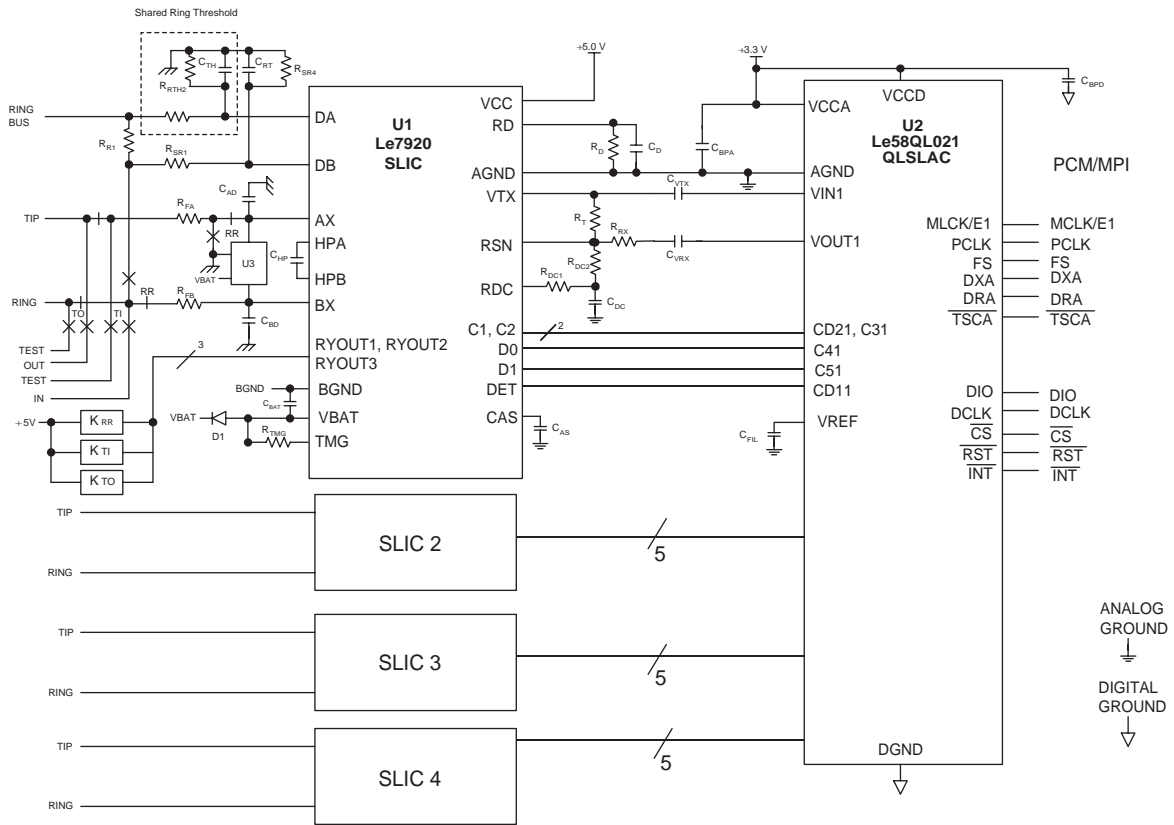 Shared Ring Threshold
C_TH
C_RT
R_RTH2
R_SR4
RING
BUS
R_R1
R_SR1
C_AD
TIP
R_FA
RR
U3
VBAT
C_HP
RING
RR
R_FB
TO
TI
C_BD
TEST
OUT
TEST
IN
3
+5V
K RR
K TI
K TO
BGND
C_BAT
VBAT
D1
R_TMG
U1
Le7920
SLIC
DA
DB
AX
HPA
HPB
BX
RYOUT1, RYOUT2
RYOUT3
BGND
VBAT
TMG
VCC
RD
AGND
VTX
RSN
RDC
C1, C2
D0
D1
DET
CAS
+5.0 V
R_D
C_D
C_BPA
C_VTX
R_T
R_RX
C_VRX
R_DC2
R_DC1
C_DC
2
C_AS
C_FIL
+3.3 V
C_BPD
VCCD
VCCA
U2
Le58QL021
QLSLAC
AGND
VIN1
VOUT1
CD21, C31
C41
C51
CD11
VREF
DGND
PCM/MPI
MLCK/E1 MCLK/E1
PCLK PCLK
FS FS
DXA DXA
DRA DRA
TSCA TSCA
DIO DIO
DCLK DCLK
CS CS
RST RST
INT INT
TIP
RING
SLIC 2
5
TIP
RING
SLIC 3
5
TIP
RING
SLIC 4
5
ANALOG
GROUND
DIGITAL
GROUND